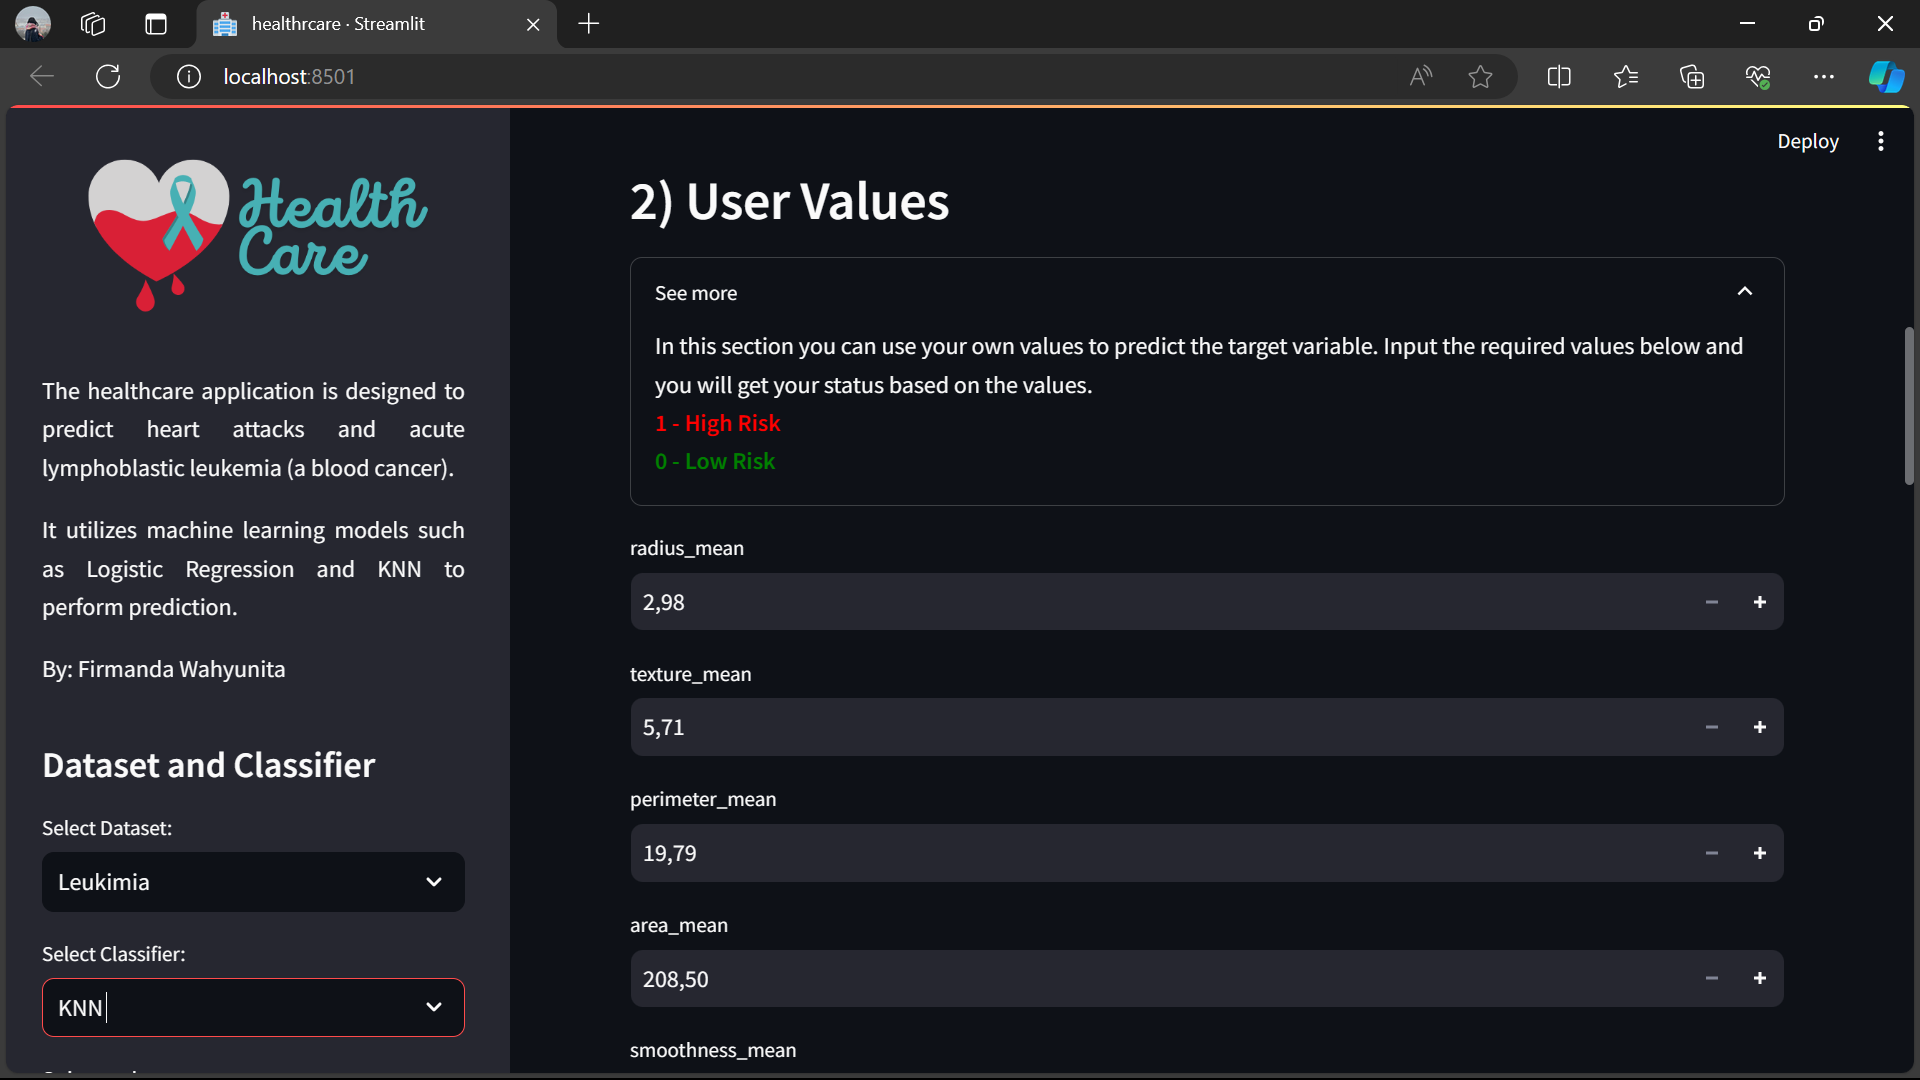 healthrcare · Streamlit
localhost:8501
Deploy
Health
Care
The healthcare application is designed to
predict heart attacks and acute
lymphoblastic leukemia (a blood cancer).
It utilizes machine learning models such
as Logistic Regression and KNN to
perform prediction.
By: Firmanda Wahyunita
Dataset and Classifier
Select Dataset:
Leukimia
Select Classifier:
KNN
2) User Values
See more
In this section you can use your own values to predict the target variable. Input the required values below and
you will get your status based on the values.
1 - High Risk
0 - Low Risk
radius_mean
2,98
texture_mean
5,71
perimeter_mean
19,79
area_mean
208,50
smoothness_mean